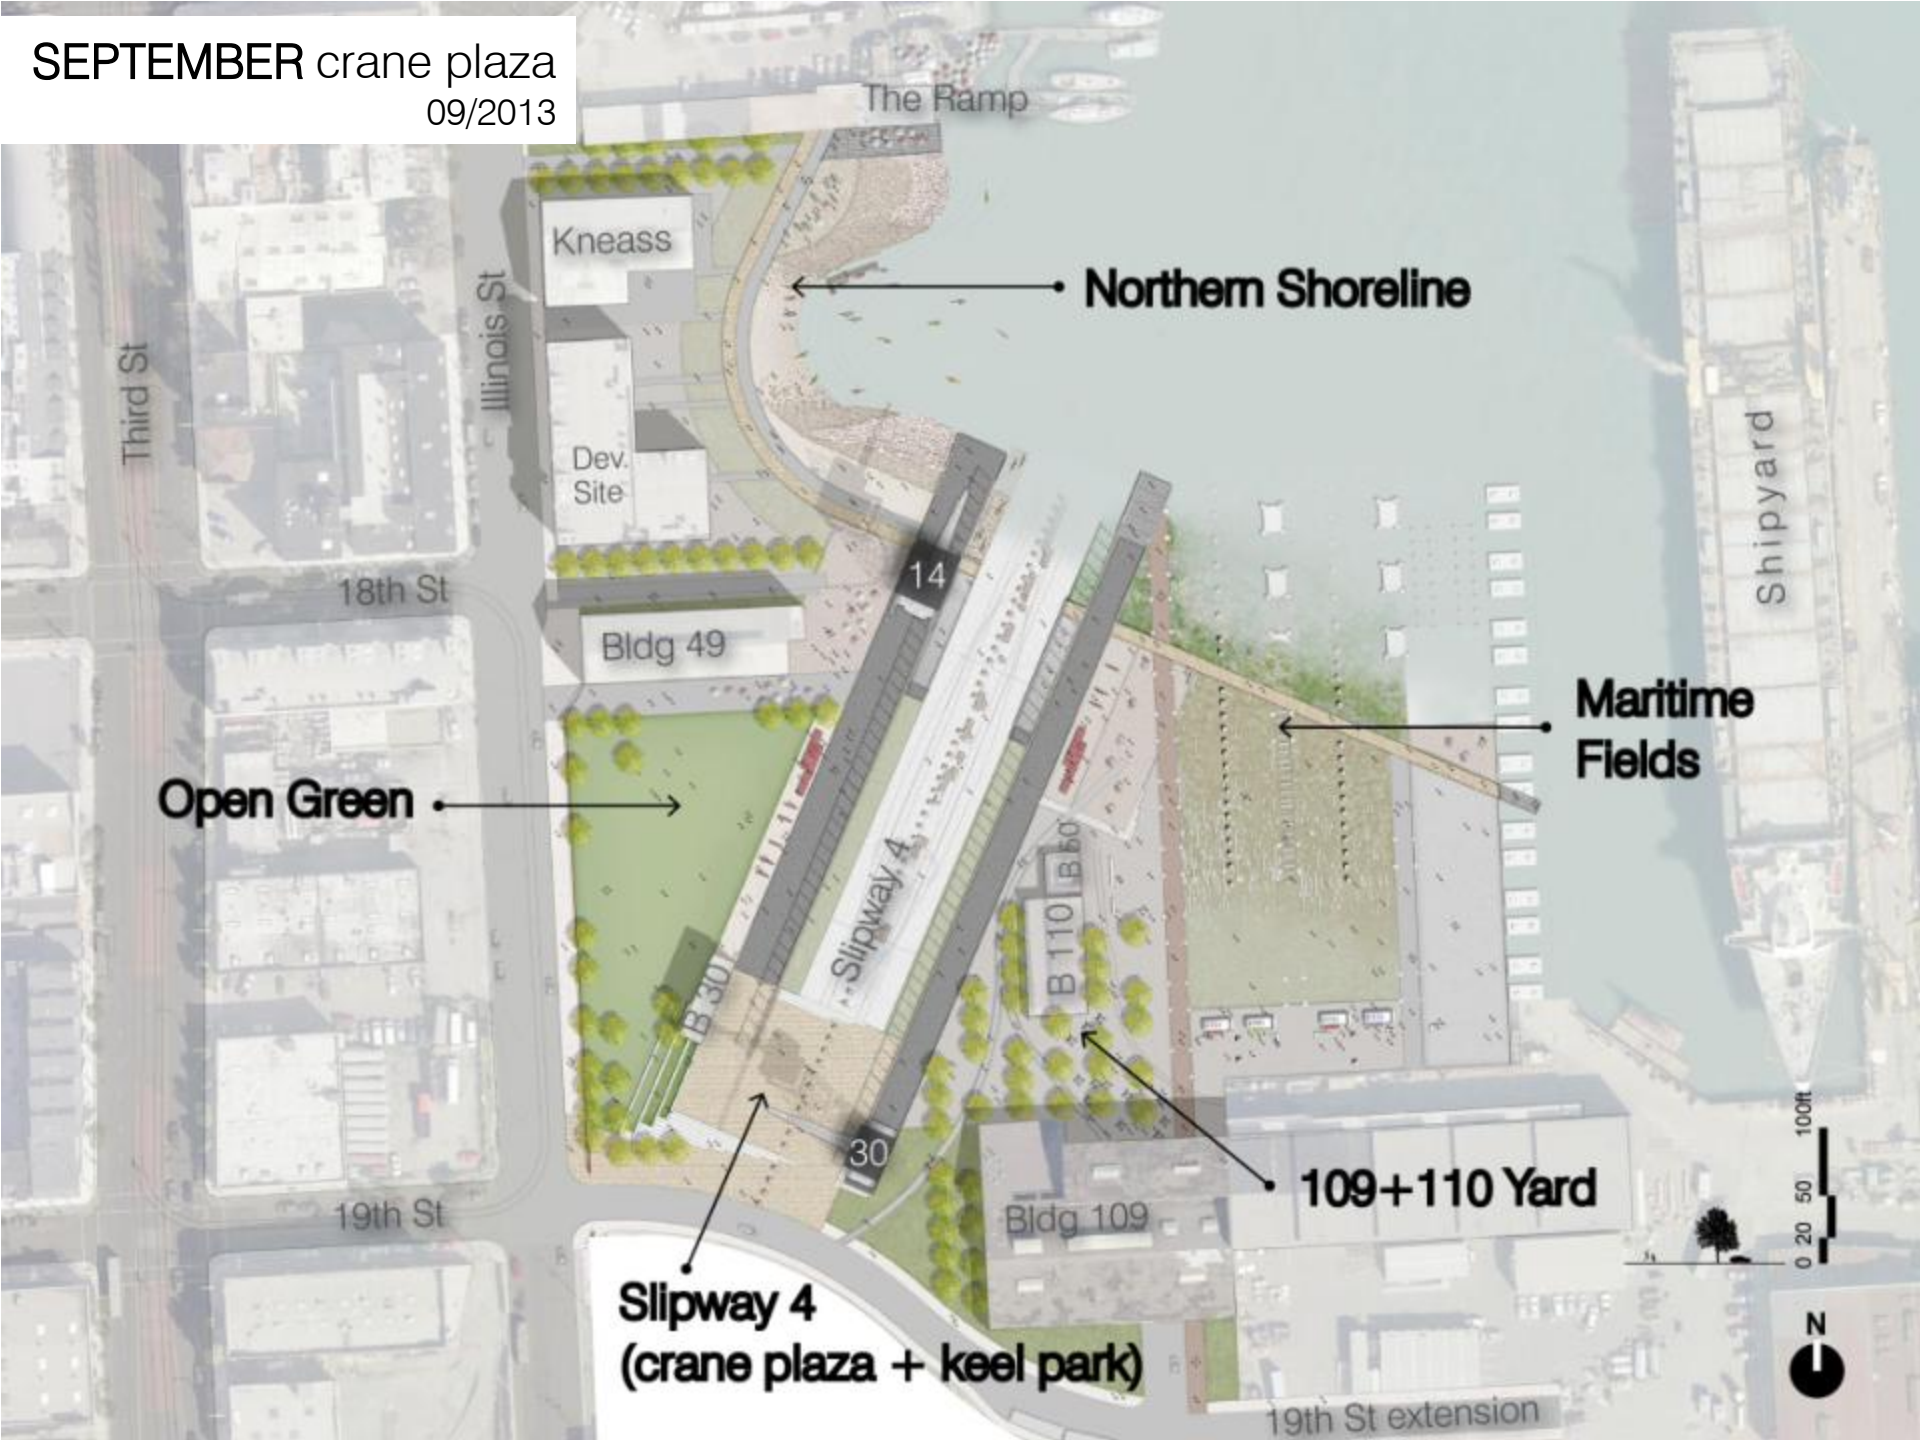 SEPTEMBER crane plaza
09/2013
The Ramp
Kneass
Northern Shoreline
Illinois St
Third St
Dev.
Site
Shipyard
14
18th St
Bldg 49
Maritime
Fields
Open Green
Slipway 4
B50
B 110
B 30
30
109+110 Yard
19th St
Bldg 109
Slipway 4
(crane plaza + keel park)
0 20 50 100ft
N
19th St extension